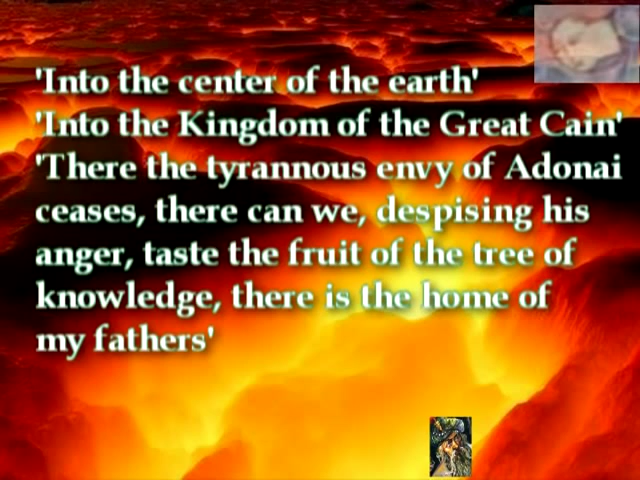 'Into the center of the earth'
'Into the Kingdom of the Great Cain'
'There the tyrannous envy of Adonai
ceases, there can we, despising his
anger, taste the fruit of the tree of
knowledge, there is the home of
my fathers'